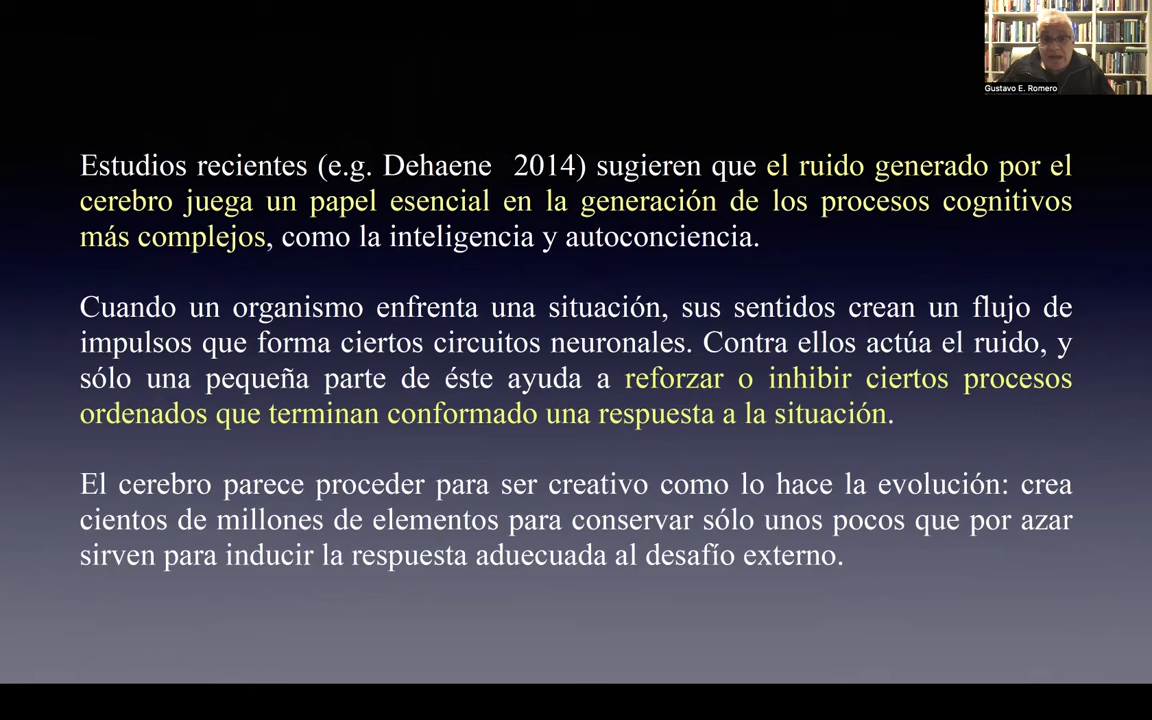 Gustavo E. Romero
Estudios recientes (e.g. Dehaene 2014) sugieren que el ruido generado por el
cerebro juega un papel esencial en la generación de los procesos cognitivos
más complejos, como la inteligencia y autoconciencia.
Cuando un organismo enfrenta una situación, sus sentidos crean un flujo de
impulsos que forma ciertos circuitos neuronales. Contra ellos actúa el ruido, y
sólo una pequeña parte de éste ayuda a reforzar o inhibir ciertos procesos
ordenados que terminan conformado una respuesta a la situación.
El cerebro parece proceder para ser creativo como lo hace la evolución: crea
cientos de millones de elementos para conservar sólo unos pocos que por azar
sirven para inducir la respuesta aduecuada al desafío externo.